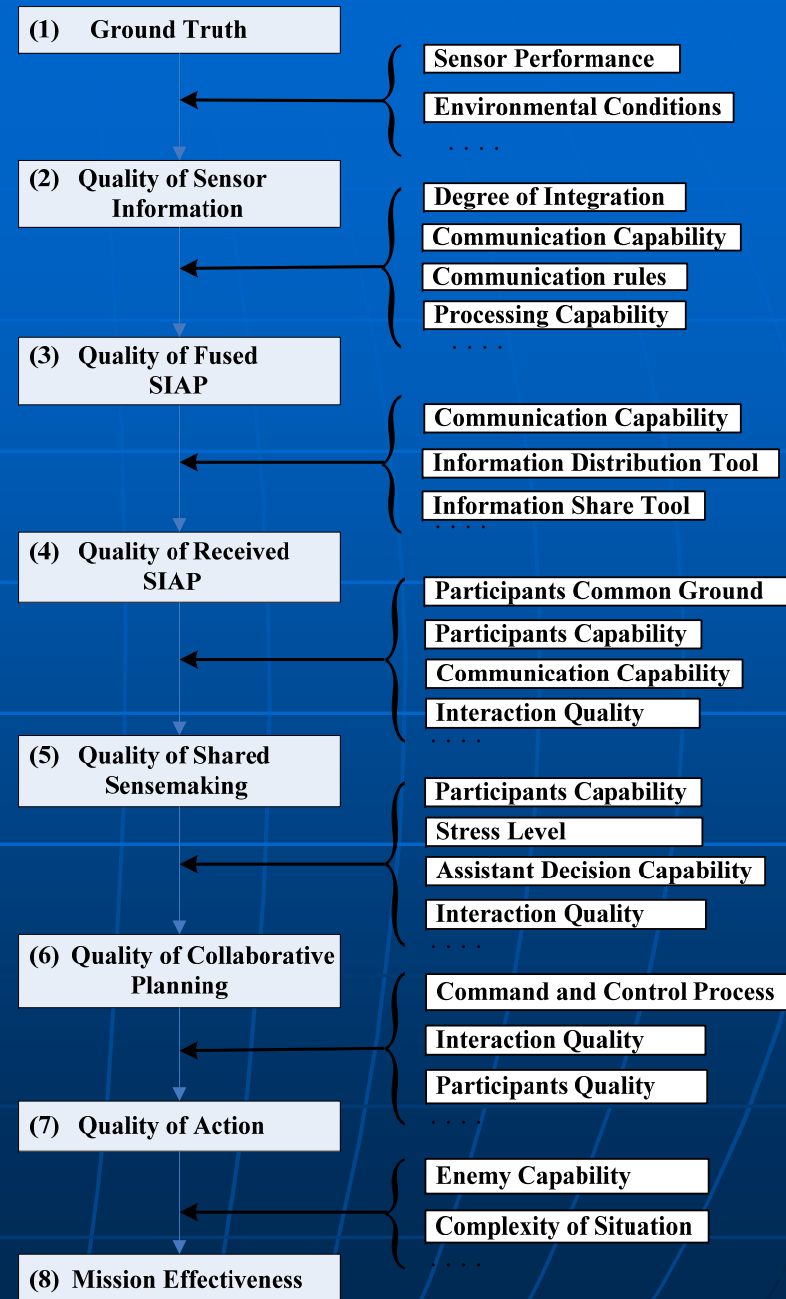 (1) Ground Truth
Sensor Performance
Environmental Conditions
. . . .
(2) Quality of Sensor
Information
Degree of Integration
Communication Capability
Communication rules
Processing Capability
. . . .
(3) Quality of Fused
SIAP
Communication Capability
Information Distribution Tool
Information Share Tool
. . . .
(4) Quality of Received
SIAP
Participants Common Ground
Participants Capability
Communication Capability
Interaction Quality
. . . .
(5) Quality of Shared
Sensemaking
Participants Capability
Stress Level
Assistant Decision Capability
Interaction Quality
. . . .
(6) Quality of Collaborative
Planning
Command and Control Process
Interaction Quality
Participants Quality
. . . .
(7) Quality of Action
Enemy Capability
Complexity of Situation
. . . .
(8) Mission Effectiveness